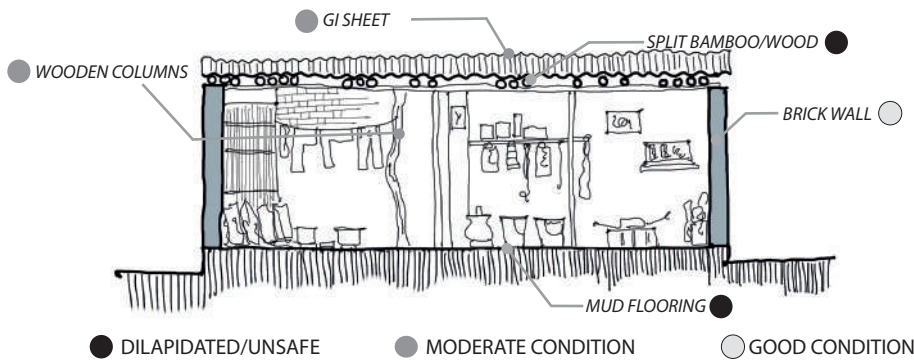 GI SHEET
SPLIT BAMBOO/WOOD
WOODEN COLUMNS
BRICK WALL
MUD FLOORING
DILAPIDATED/UNSAFE
MODERATE CONDITION
GOOD CONDITION